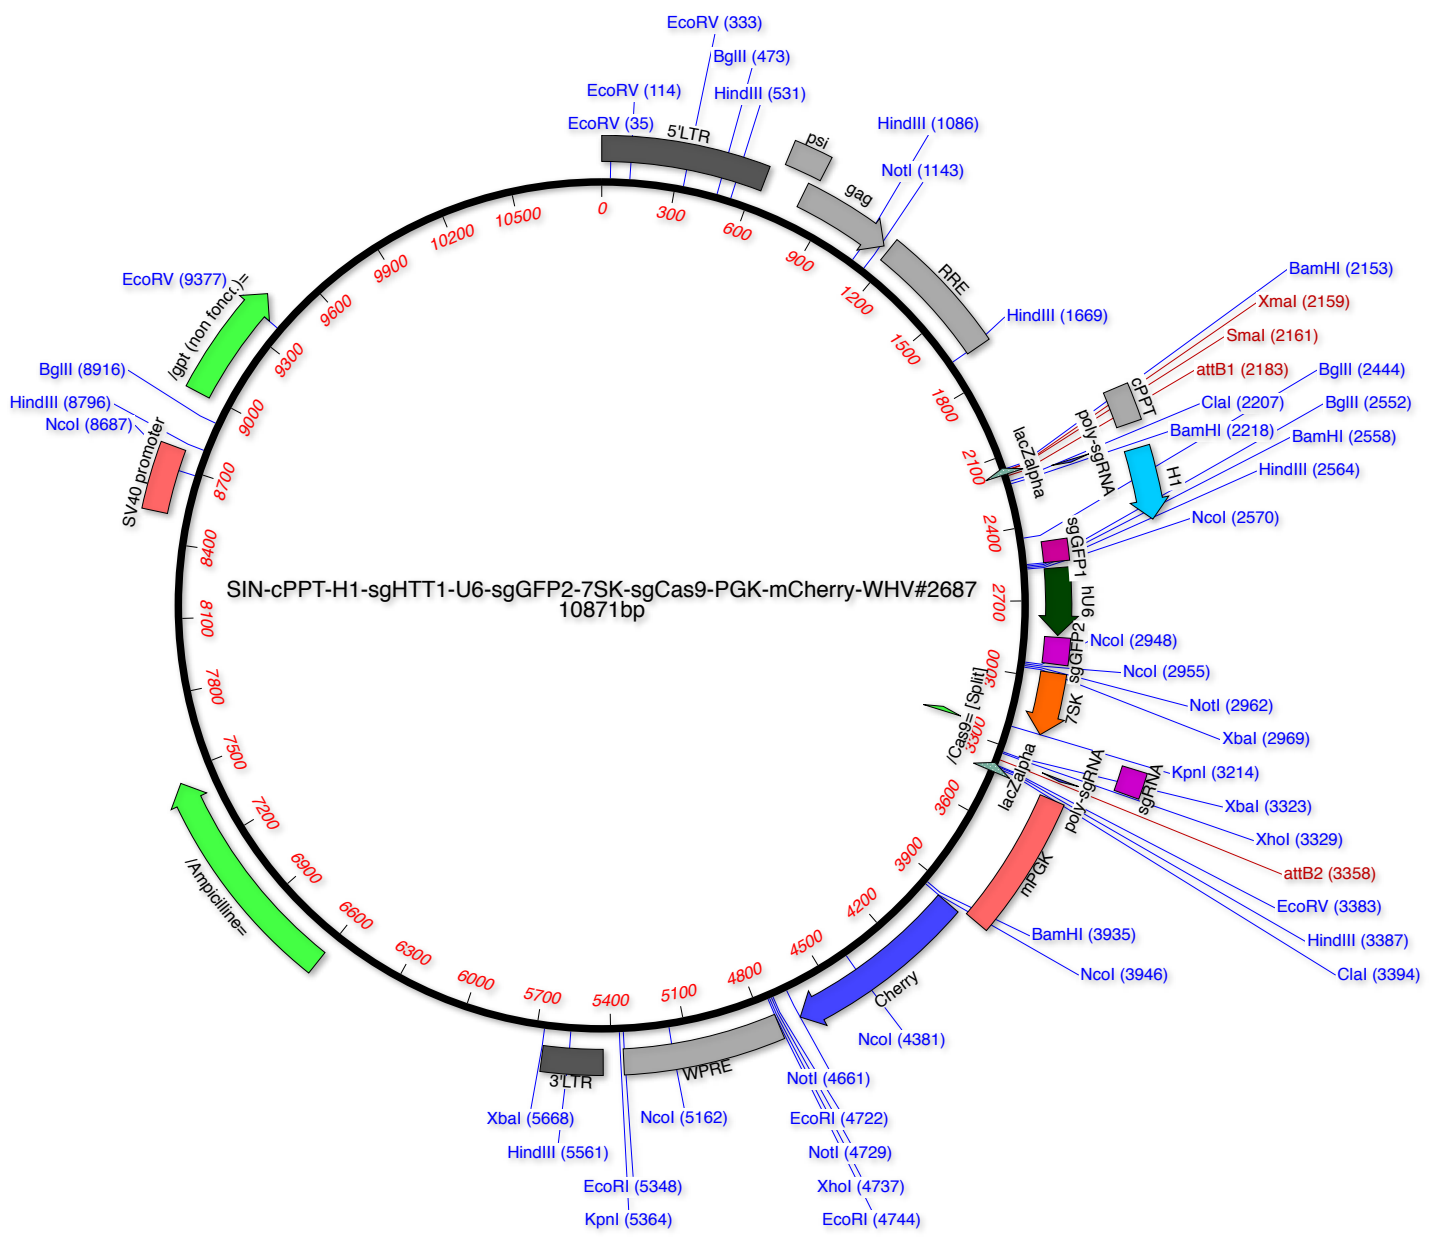 EcoRV (333)
BglII (473)
EcoRV (114)
HindIII (531)
EcoRV (35)
5'LTR
psi
HindIII (1086)
gag
NotI (1143)
RRE
BamHI (2153)
XmaI (2159)
HindIII (1669)
SmaI (2161)
attB1 (2183)
BglII (2444)
cPPT
ClaI (2207)
BglII (2552)
poly-sgRNA
BamHI (2218)
BamHI (2558)
lacZalpha
H1
HindIII (2564)
NcoI (2570)
sgGFP1
hU6
sgGFP2
NcoI (2948)
NcoI (2955)
NotI (2962)
7SK
XbaI (2969)
/Cas9= [Split]
KpnI (3214)
lacZalpha
poly-sgRNA
sgRNA
XbaI (3323)
XhoI (3329)
attB2 (3358)
mPGK
EcoRV (3383)
HindIII (3387)
ClaI (3394)
BamHI (3935)
NcoI (3946)
Cherry
NcoI (4381)
NotI (4661)
EcoRI (4722)
NotI (4729)
XhoI (4737)
EcoRI (4744)
WPRE
NcoI (5162)
EcoRI (5348)
KpnI (5364)
3'LTR
HindIII (5561)
XbaI (5668)
/Ampicilline=
SV40 promoter
NcoI (8687)
HindIII (8796)
BglII (8916)
/gpt (non fonct.)=
EcoRV (9377)
0
300
600
900
1200
1500
1800
2100
2400
2700
3000
3300
3600
3900
4200
4500
4800
5100
5400
5700
6000
6300
6600
6900
7200
7500
7800
8100
8400
8700
9000
9300
9600
9900
10200
10500
SIN-cPPT-H1-sgHTT1-U6-sgGFP2-7SK-sgCas9-PGK-mCherry-WHV#2687
10871bp